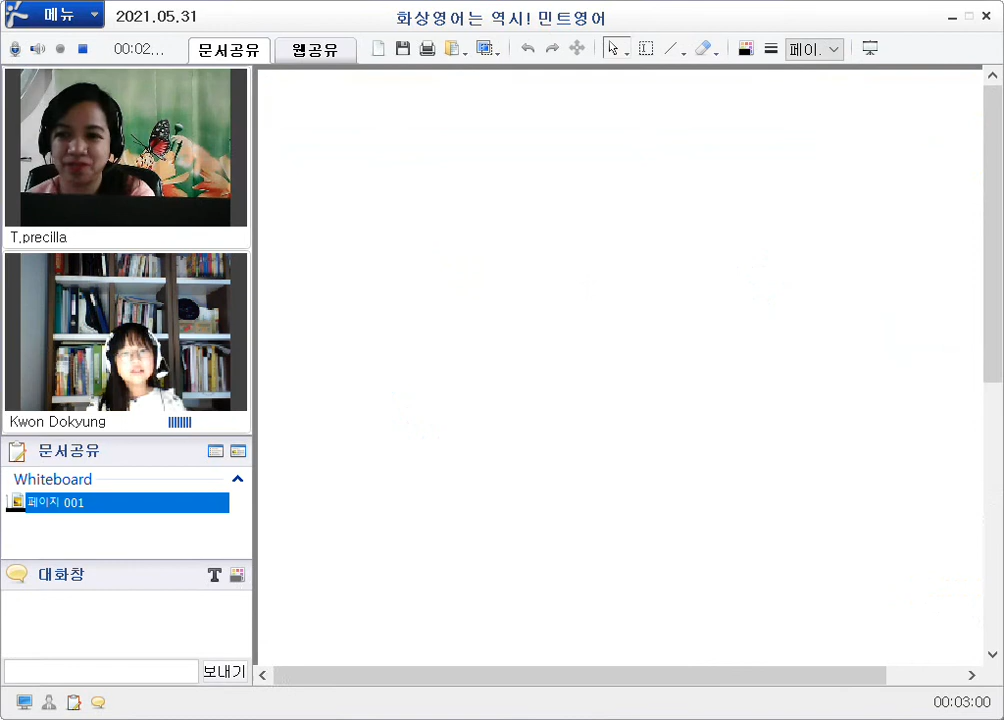 메뉴 2021.05.31 화상영어는 역시! 민트영어
00:02... 문서공유 웹공유 페이.
T.precilla
Kwon Dokyung
문서공유
Whiteboard
페이지 001
대화창 T
보내기
00:03:00